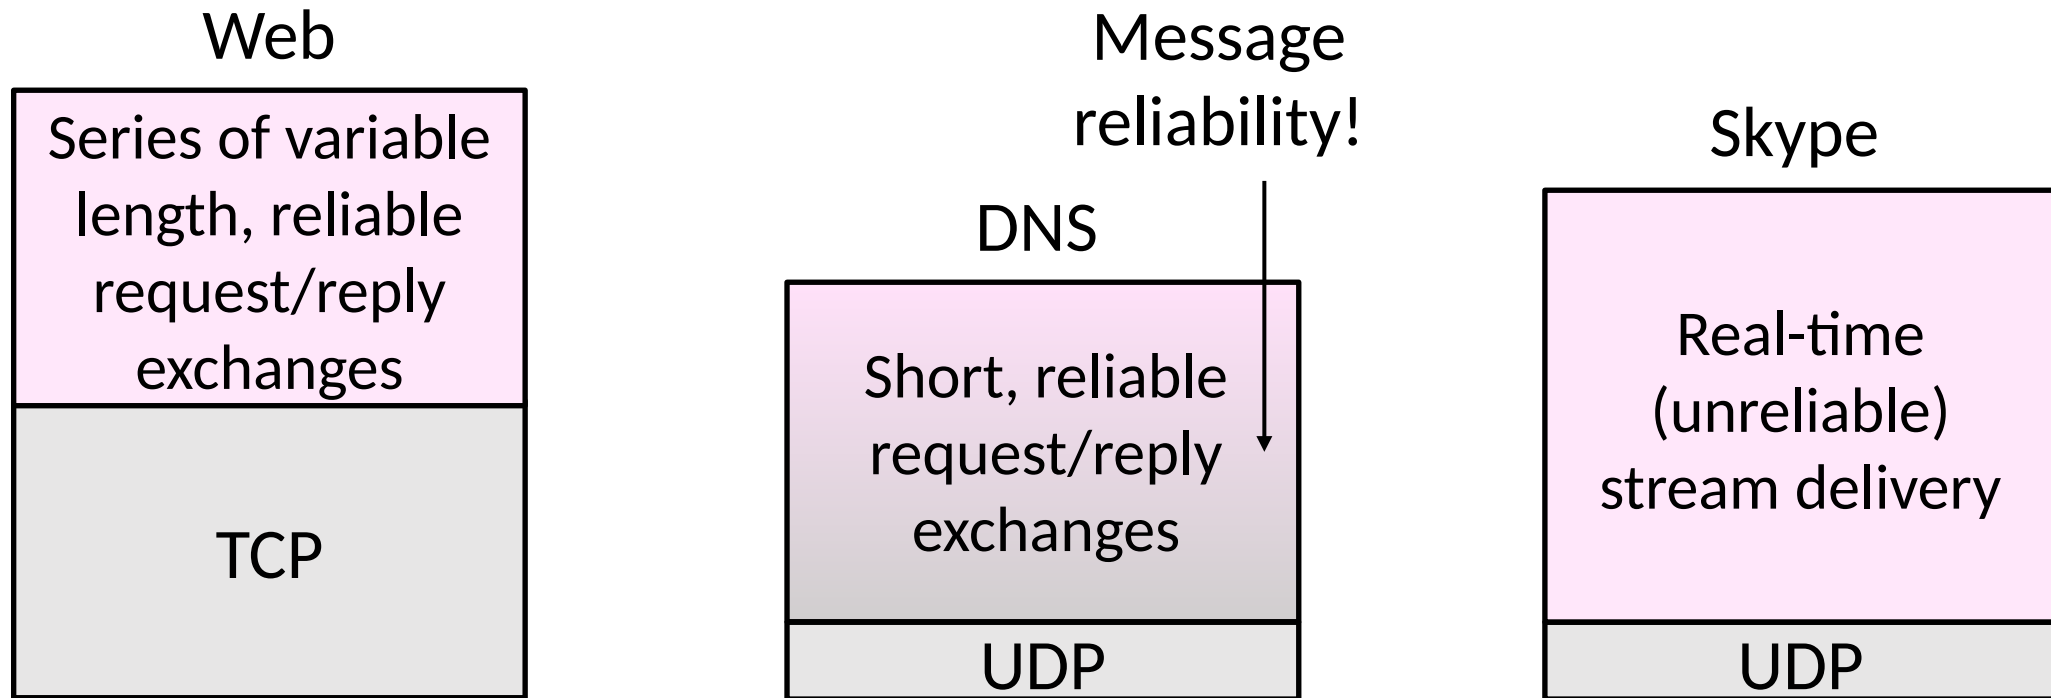 Web
Series of variable
length, reliable
request/reply
exchanges
TCP
Message
reliability!
DNS
Short, reliable
request/reply
exchanges
UDP
Skype
Real-time
(unreliable)
stream delivery
UDP